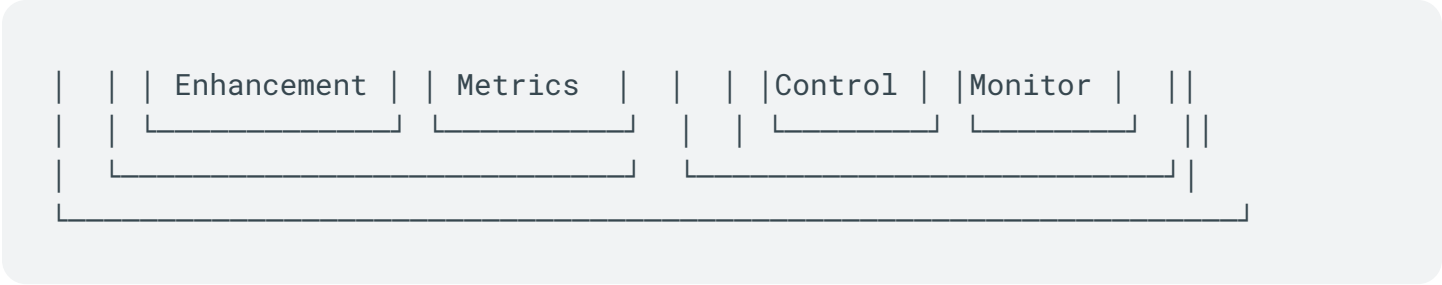 │  │ │ Enhancement │ │ Metrics  │  │  │ │Control │ │Monitor │  ││
│  │ └──────────────┘ └───────────┘  │  │ └─────────┘ └─────────┘  ││
│  └─────────────────────────────┘  └───────────────────────────┘│
└──────────────────────────────────────────────────────────────────┘